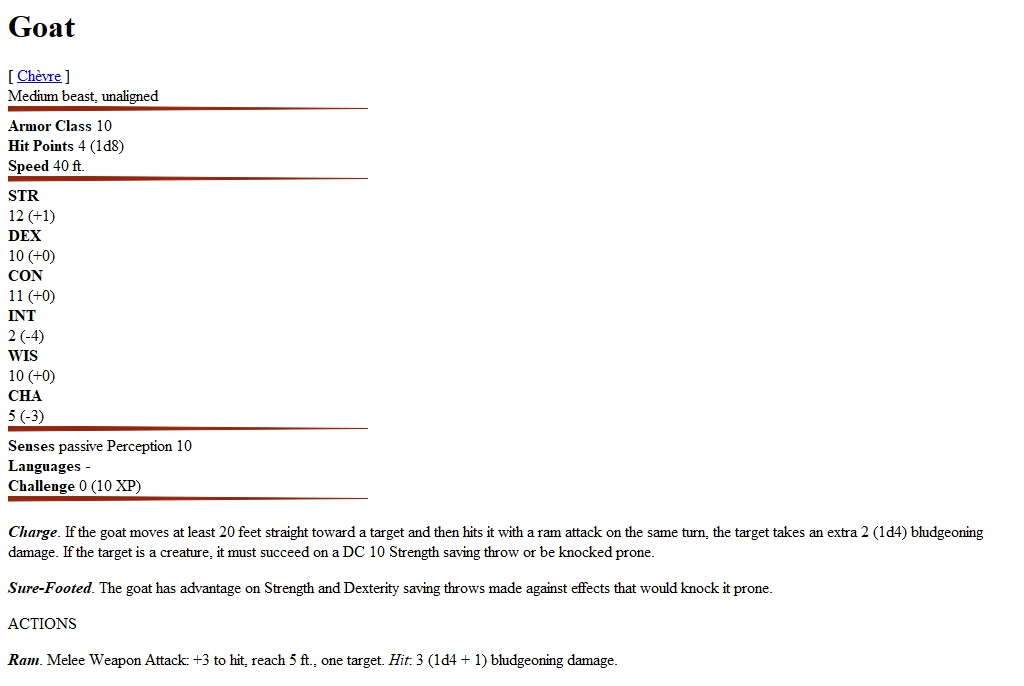 Goat
[ Chèvre ]
Medium beast, unaligned
Armor Class 10
Hit Points 4 (1d8)
Speed 40 ft.
STR
12 (+1)
DEX
10 (+0)
CON
11 (+0)
INT
2 (-4)
WIS
10 (+0)
CHA
5 (-3)
Senses passive Perception 10
Languages -
Challenge 0 (10 XP)
Charge. If the goat moves at least 20 feet straight toward a target and then hits it with a ram attack on the same turn, the target takes an extra 2 (1d4) bludgeoning
damage. If the target is a creature, it must succeed on a DC 10 Strength saving throw or be knocked prone.
Sure-Footed. The goat has advantage on Strength and Dexterity saving throws made against effects that would knock it prone.
ACTIONS
Ram. Melee Weapon Attack: +3 to hit, reach 5 ft., one target. Hit: 3 (1d4 + 1) bludgeoning damage.